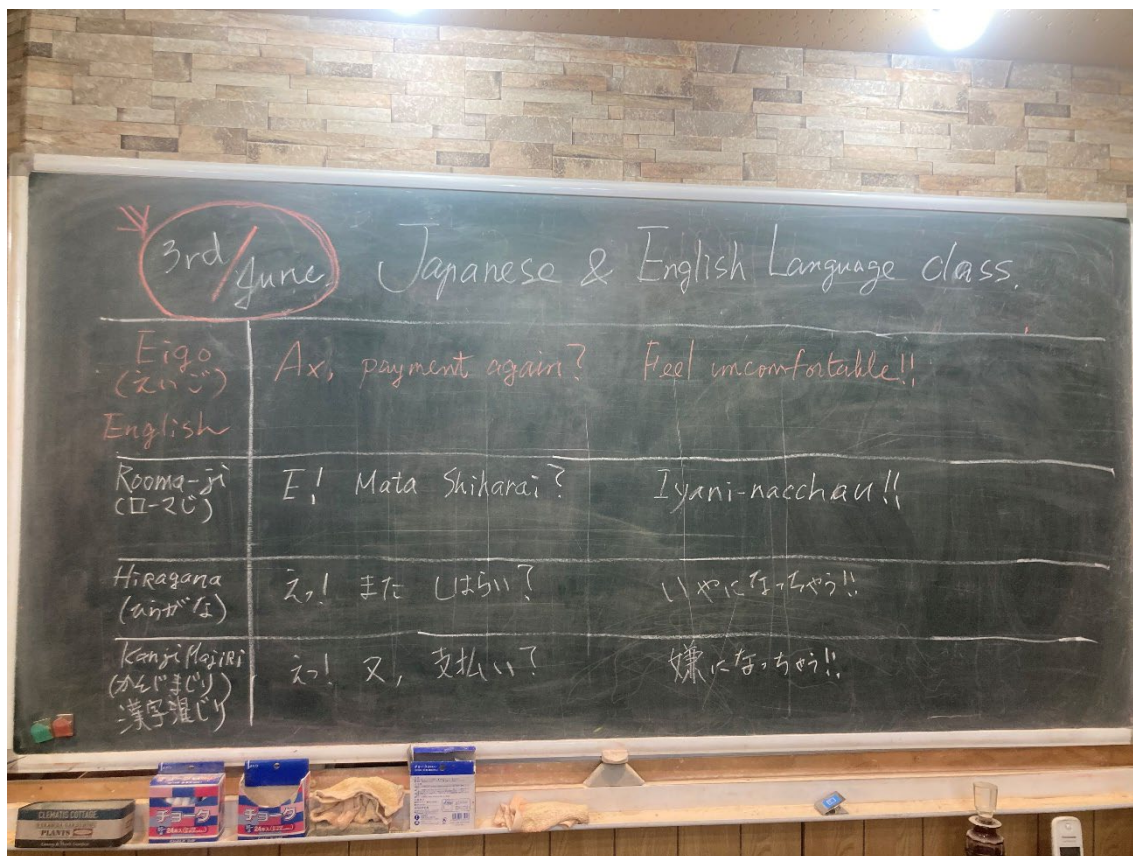 3rd/June. Japanese & English Language class.
Eigo
(えいご)
English
Ax, payment again? Feel uncomfortable!!
Rooma-ji
(ローマじ)
E! Mata Shiharai? Iyani-nacchau!!
Hiragana
(ひらがな)
えっ! また しはらい? いやになっちゃう!!
Kanji Majiri
(かんじまじり)
漢字混じり
えっ! 又, 支払い? 嫌になっちゃう!!
CLEMATIC COTTAGE
PLANTS
チョーク
チョーク